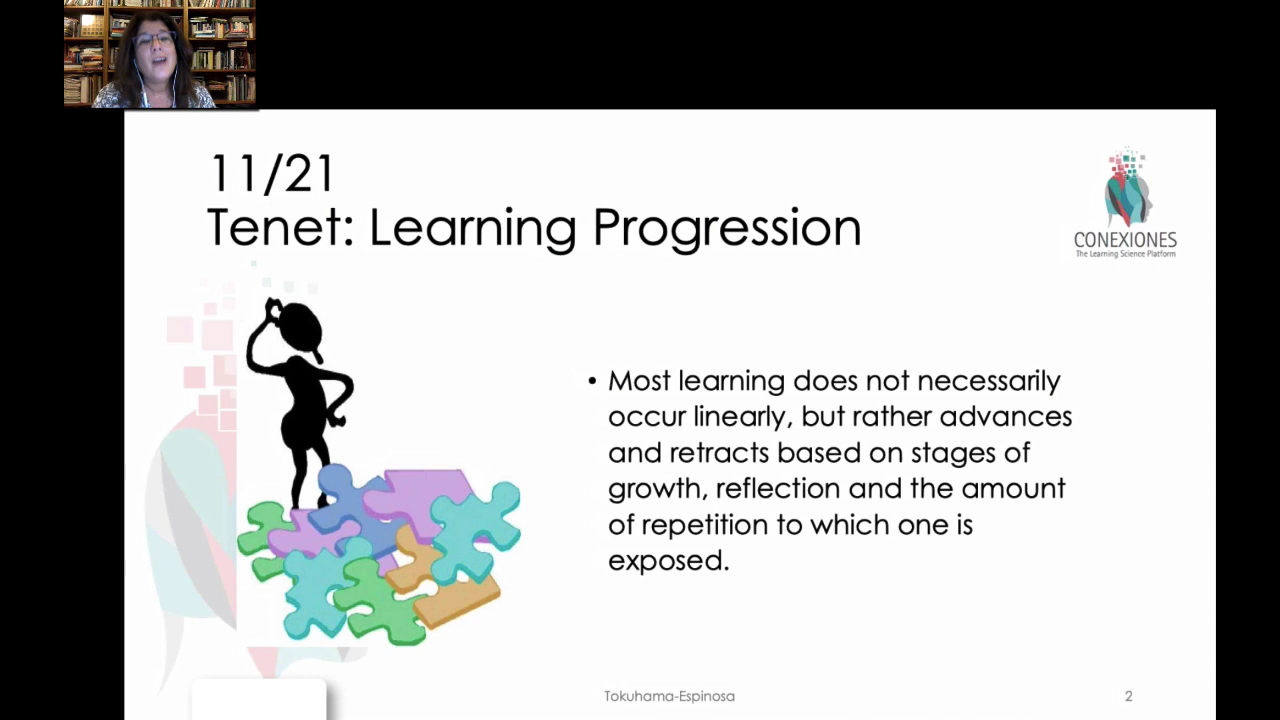 11/21
Tenet: Learning Progression
CONEXIONES
The Learning Science Platform
• Most learning does not necessarily
occur linearly, but rather advances
and retracts based on stages of
growth, reflection and the amount
of repetition to which one is
exposed.
Tokuhama-Espinosa
2